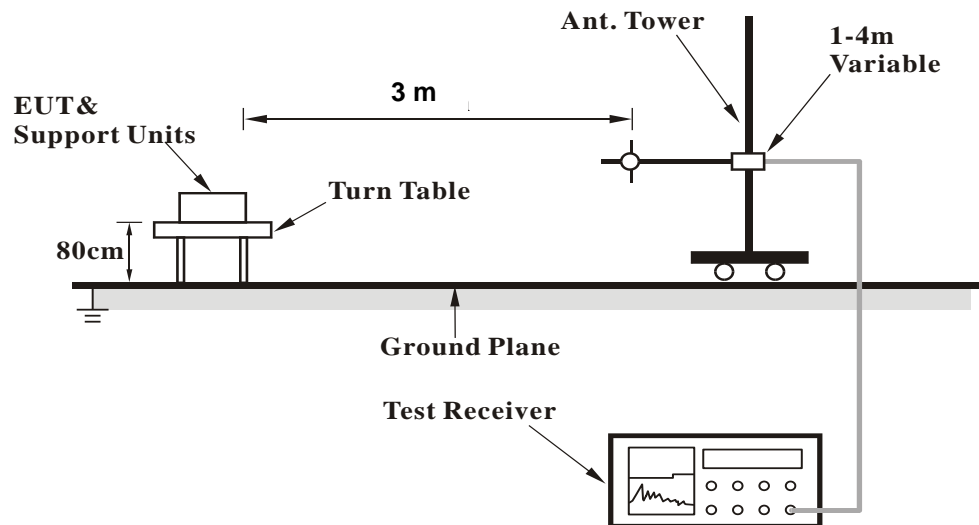 Ant. Tower
1-4m
Variable
3 m
EUT&
Support Units
Turn Table
80cm
Ground Plane
Test Receiver